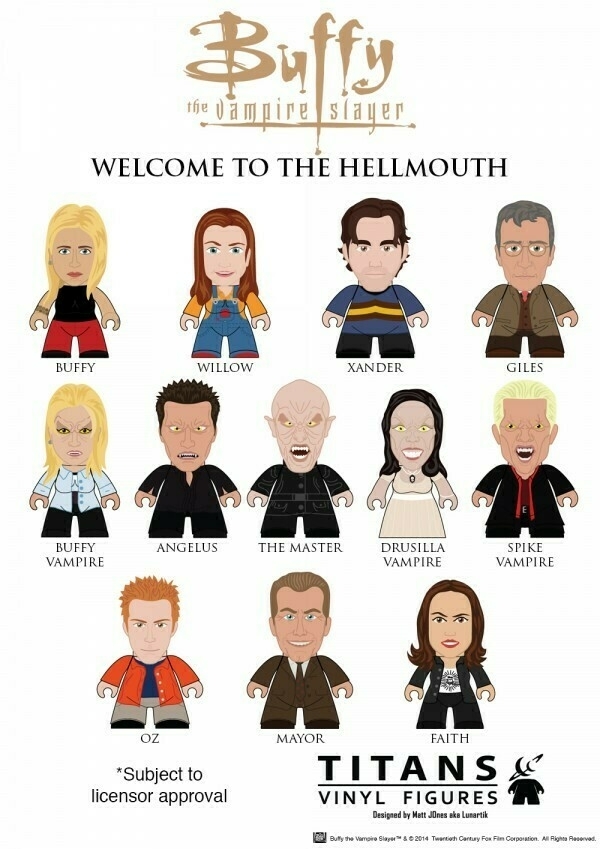 Buffy
the vampire slayer
WELCOME TO THE HELLMOUTH
BUFFY
WILLOW
XANDER
GILES
BUFFY
VAMPIRE
ANGELUS
THE MASTER
DRUSILLA
VAMPIRE
SPIKE
VAMPIRE
OZ
MAYOR
FAITH
*Subject to
licensor approval
TITANS
VINYL FIGURES
Designed by Matt JOnes aka Lunartik
Buffy the Vampire Slayer™ & © 2014 Twentieth Century Fox Film Corporation. All Rights Reserved.